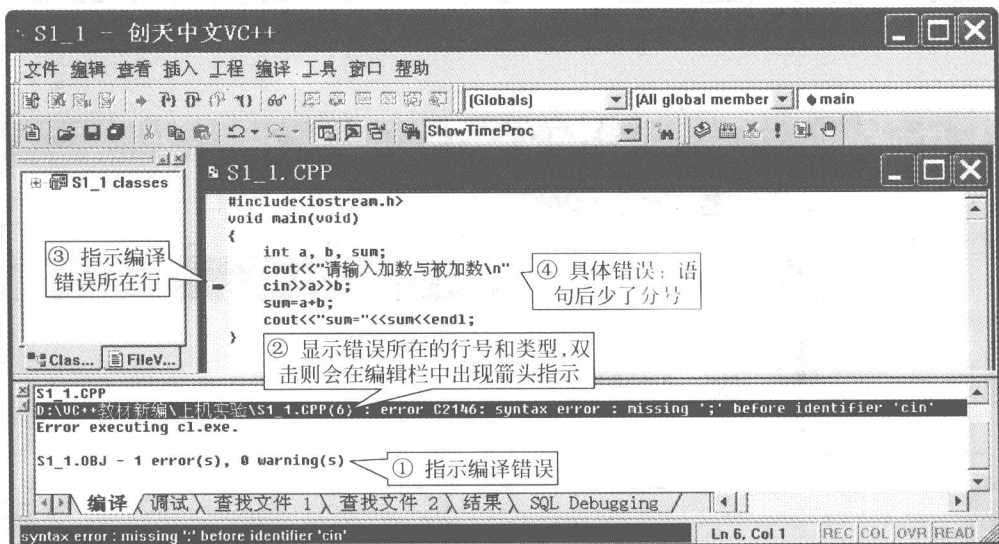 S1_1 -- 创天中文VC++
文件 编辑 查看 插入 工程 编译 工具 窗口 整助
[Globals] [All global member main
ShowTimeProc
S1_1 classes
Clas... FileV...
S1_1.CPP
#include<iostream.h>
void main(void)
{
int a, b, sum;
cout<<"请输入加数与被加数\n"
cin>>a>>b;
sum=a+b;
cout<<"sum="<<sum<<endl;
}
③ 指示编译
错误所在行
④ 具体错误：语
句后少了分号
② 显示错误所在的行号和类型,双
击则会在编辑栏中出现箭头指示
S1_1.CPP
D:\VC++教材新编\上机实验\S1_1.CPP(6) : error C2146: syntax error : missing ';' before identifier 'cin'
Error executing cl.exe.
S1_1.OBJ - 1 error(s), 0 warning(s)
① 指示编译错误
编译 调试 查找文件 1 查找文件 2 结果 SQL Debugging
syntax error : missing ';' before identifier 'cin'
Ln 6, Col 1 REC COL OVR READ